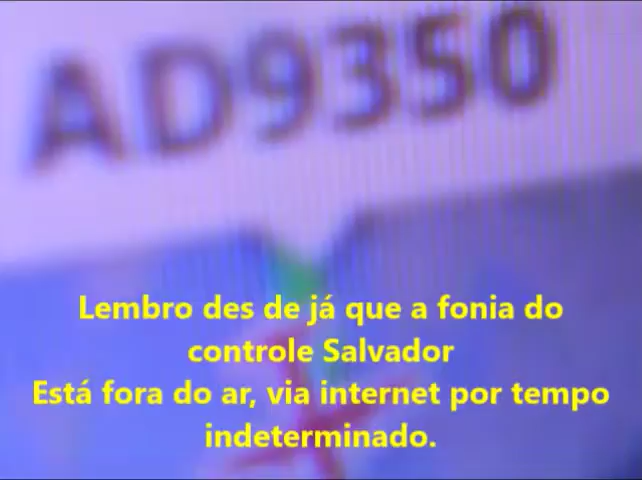 AD9350
Lembro des de já que a fonia do
controle Salvador
Está fora do ar, via internet por tempo
indeterminado.